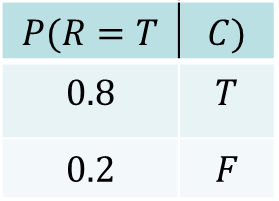 P(R = T | C)
0.8 T
0.2 F